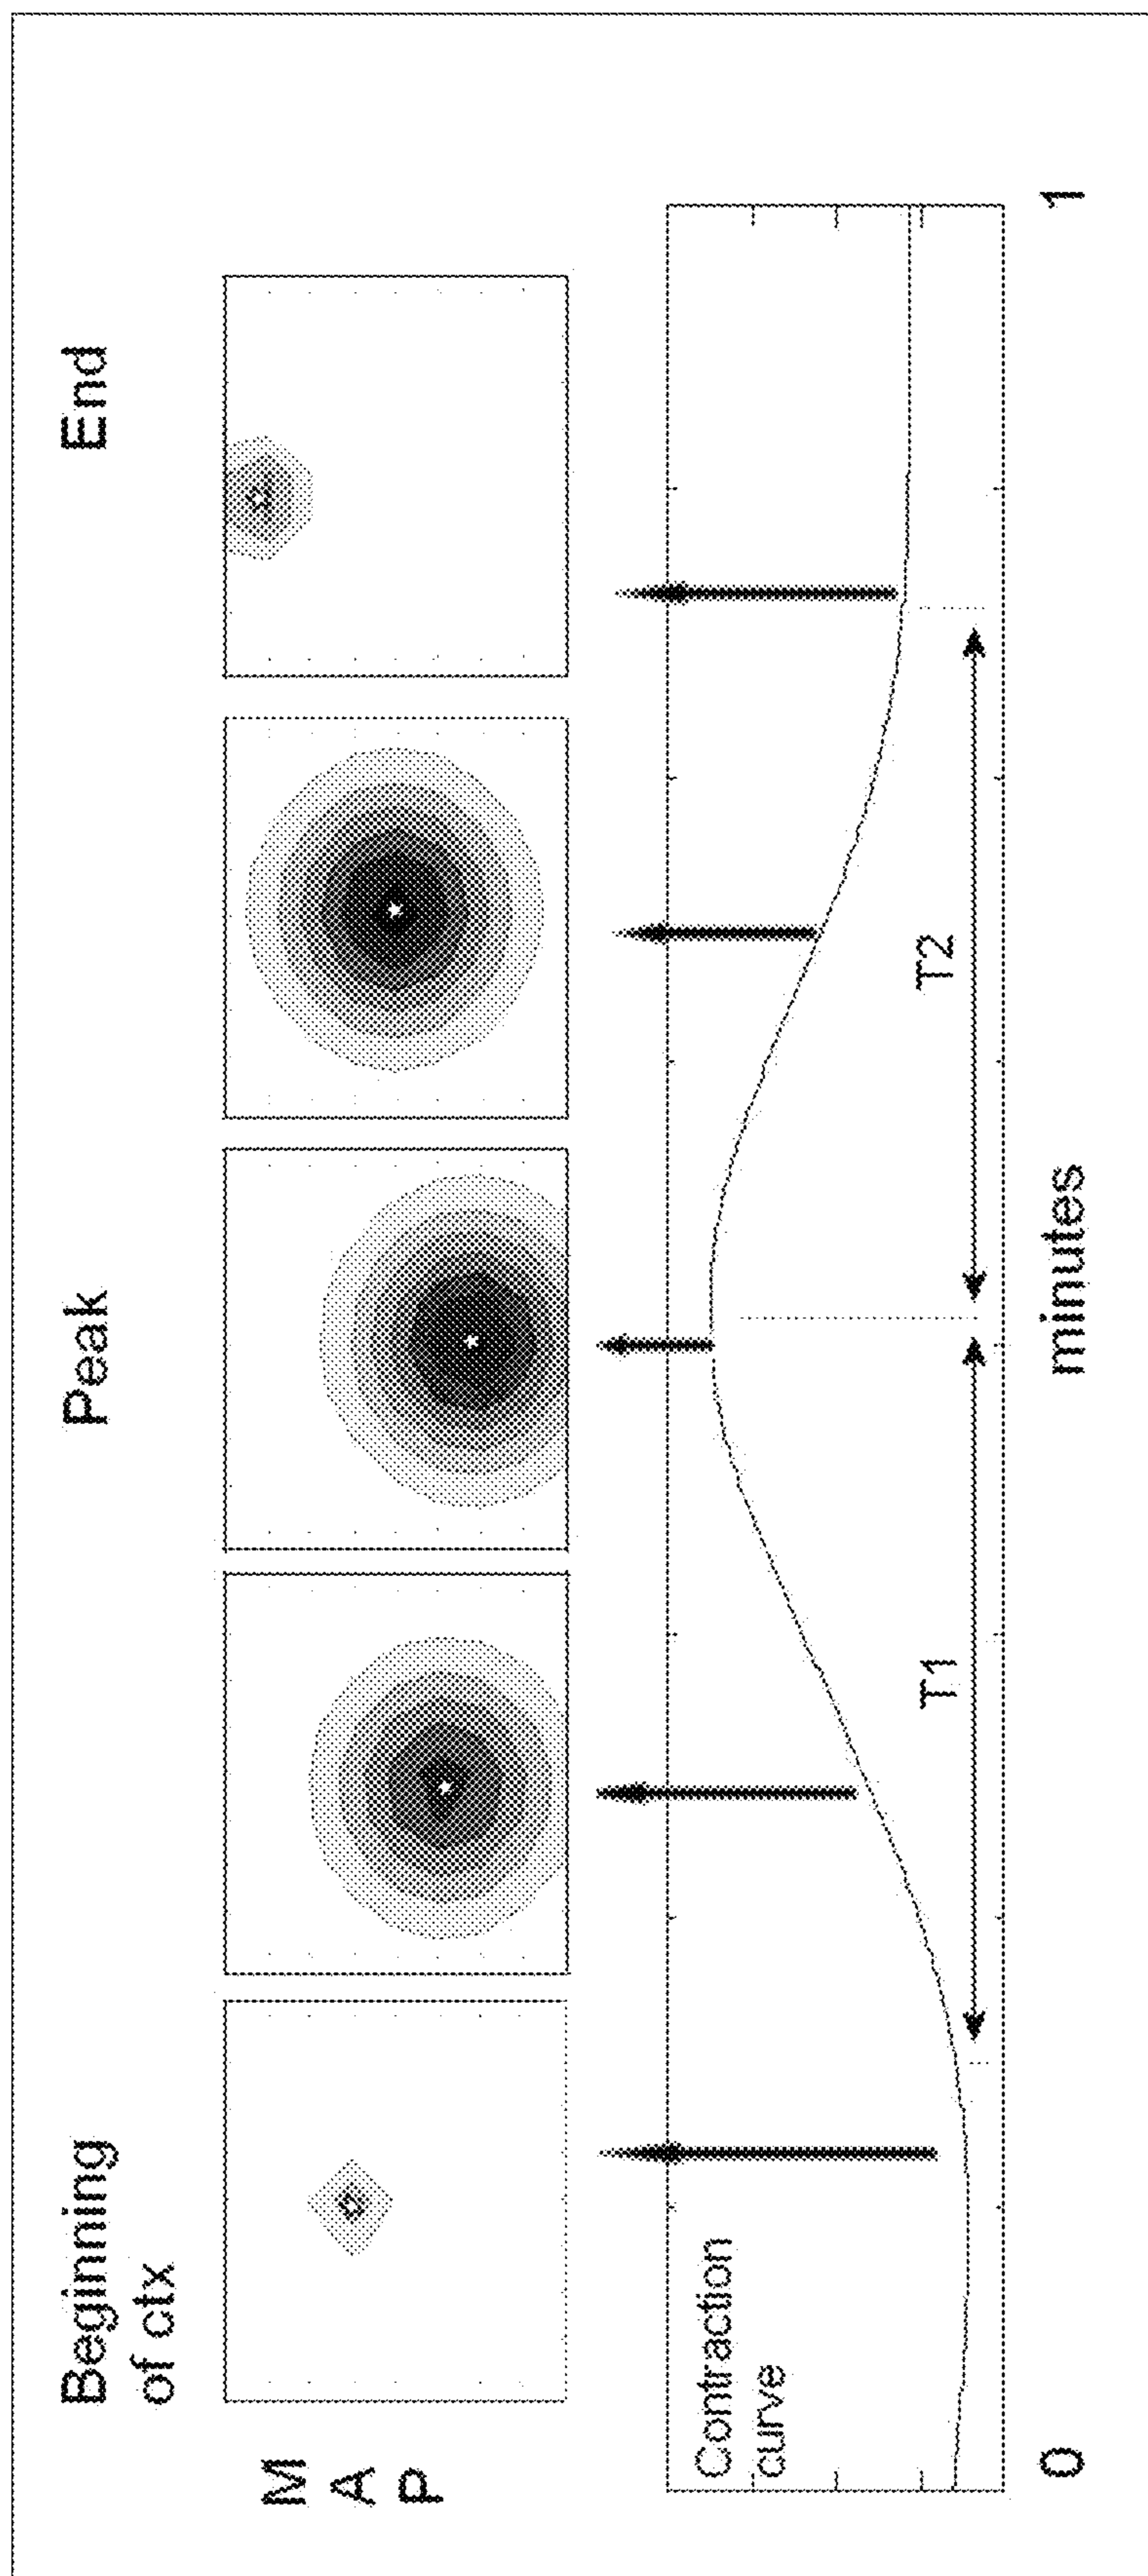 Beginning
of ctx
Peak
End
M
A
P
Contraction
curve
T1
T2
0
minutes
1